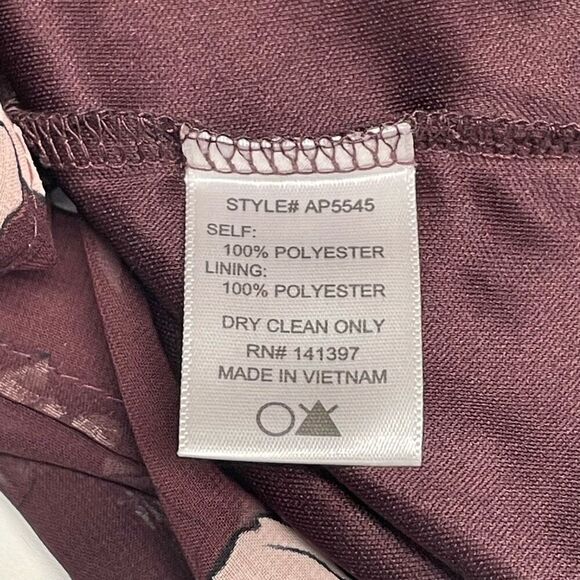 STYLE# AP5545
SELF:
100% POLYESTER
LINING:
100% POLYESTER
DRY CLEAN ONLY
RN# 141397
MADE IN VIETNAM